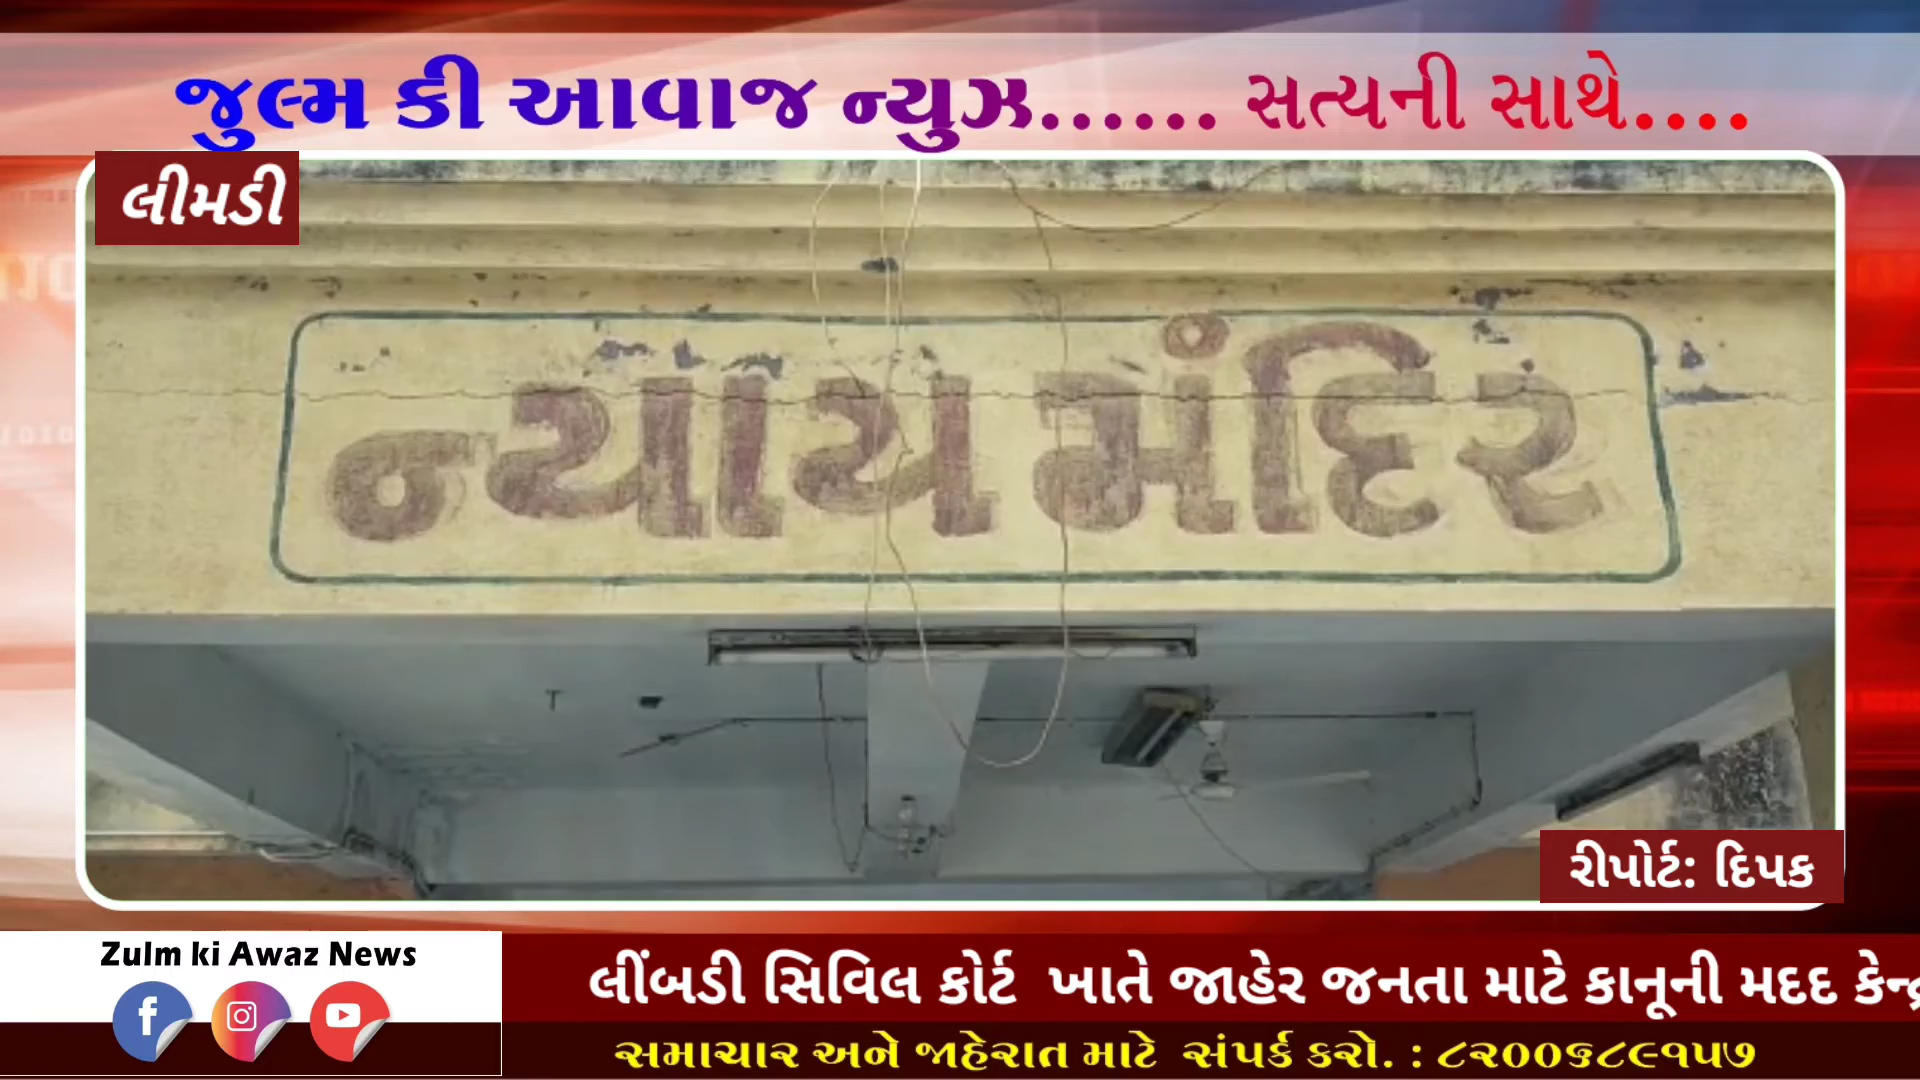 જુલ્મ કી આવાજ ન્યુઝ...... સત્યની સાથે....
લીમડી
ન્યાય મંદિર
રીપોર્ટ: દિપક
Zulm ki Awaz News
લીંબડી સિવિલ કોર્ટ ખાતે જાહેર જનતા માટે કાનૂની મદદ કેન્દ્ર
સમાચાર અને જાહેરાત માટે સંપર્ક કરો. : ૮૨૦૦૬૮૯૧૫૭